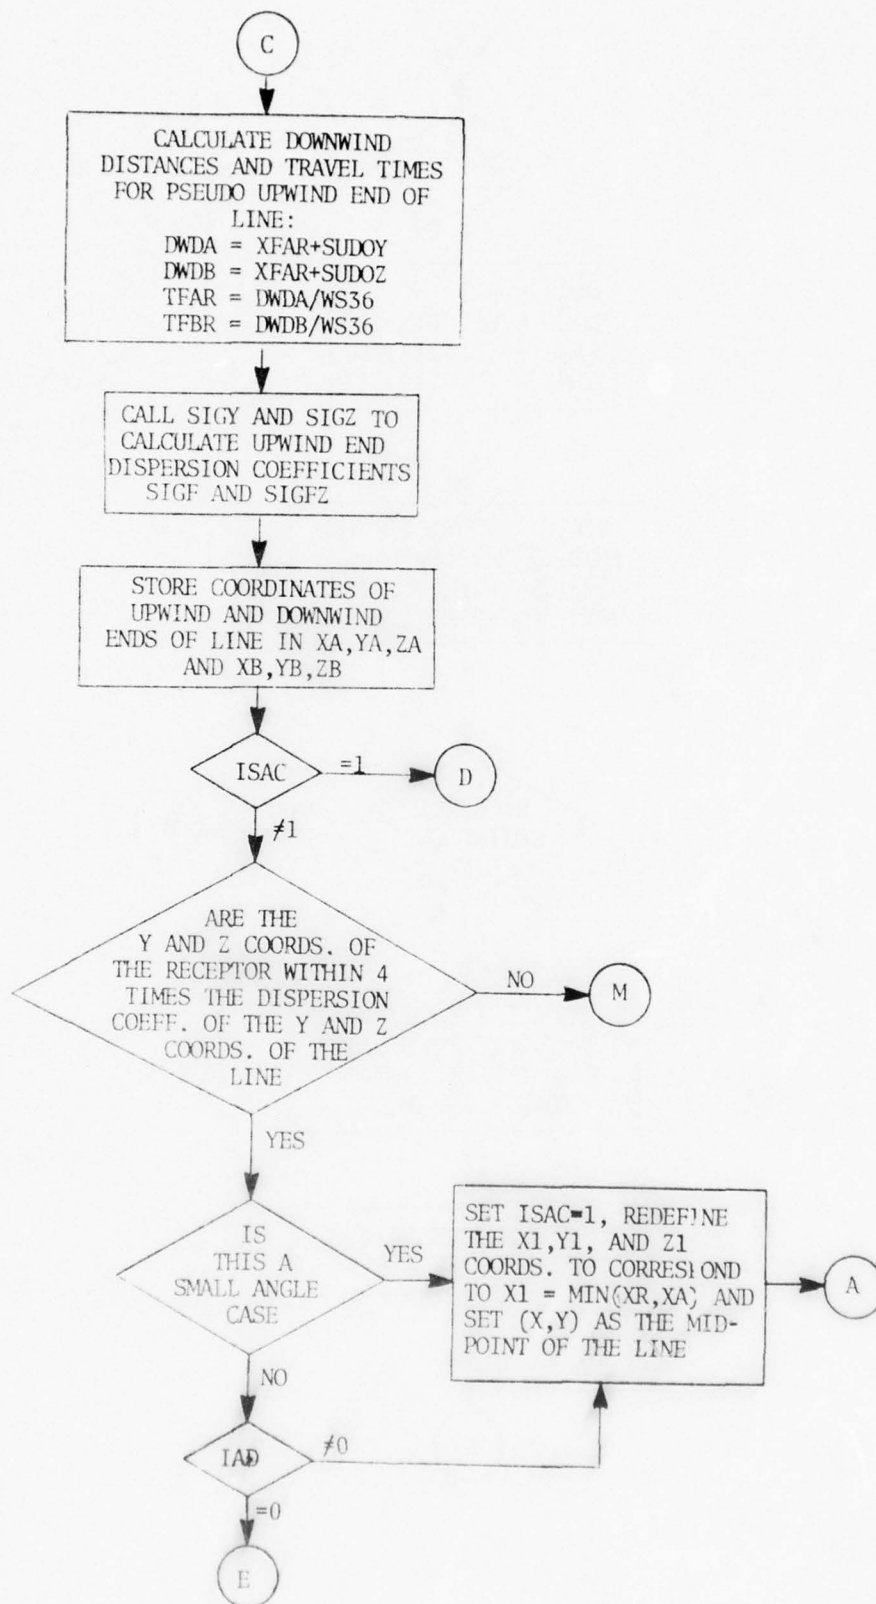 C
CALCULATE DOWNWIND
DISTANCES AND TRAVEL TIMES
FOR PSEUDO UPWIND END OF
LINE:
DWDA = XFAR+SUDOY
DWDB = XFAR+SUDOZ
TFAR = DWDA/WS36
TFBR = DWDB/WS36
CALL SIGY AND SIGZ TO
CALCULATE UPWIND END
DISPERSION COEFFICIENTS
SIGF AND SIGFZ
STORE COORDINATES OF
UPWIND AND DOWNWIND
ENDS OF LINE IN XA,YA,ZA
AND XB,YB,ZB
ISAC
=1
D
≠1
ARE THE
Y AND Z COORDS. OF
THE RECEPTOR WITHIN 4
TIMES THE DISPERSION
COEFF. OF THE Y AND Z
COORDS. OF THE
LINE
NO
M
YES
IS
THIS A
SMALL ANGLE
CASE
YES
SET ISAC=1, REDEFINE
THE X1,Y1, AND Z1
COORDS. TO CORRESPOND
TO X1 = MIN(XR,XA) AND
SET (X,Y) AS THE MID-
POINT OF THE LINE
A
NO
IAD
≠0
=0
E